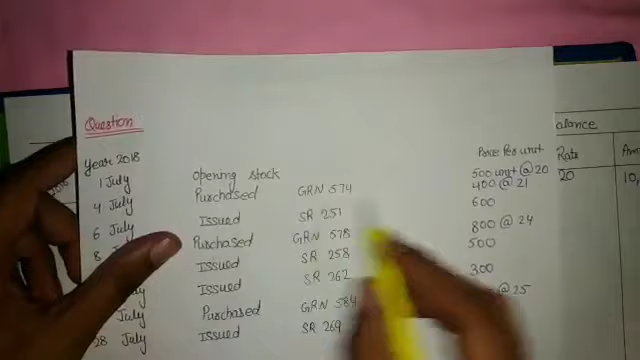 Question
Year 2018
Price Per unit
1 July opening stock 500 unit @ 20
4 July Purchased GRN 574 400 @ 21
6 July Issued SR 251 600
8 Purchased GRN 578 800 @ 24
Issued SR 258 500
July Issued SR 262 300
July Purchased GRN 584 @ 25
28 July Issued SR 269
alance
Rate
20 10,